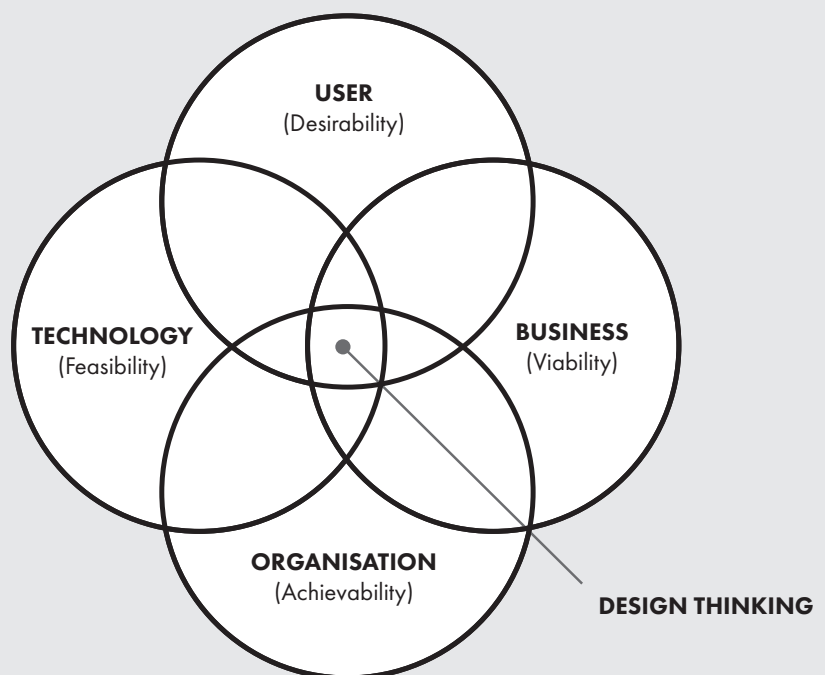 USER
(Desirability)
TECHNOLOGY
(Feasibility)
BUSINESS
(Viability)
ORGANISATION
(Achievability)
DESIGN THINKING